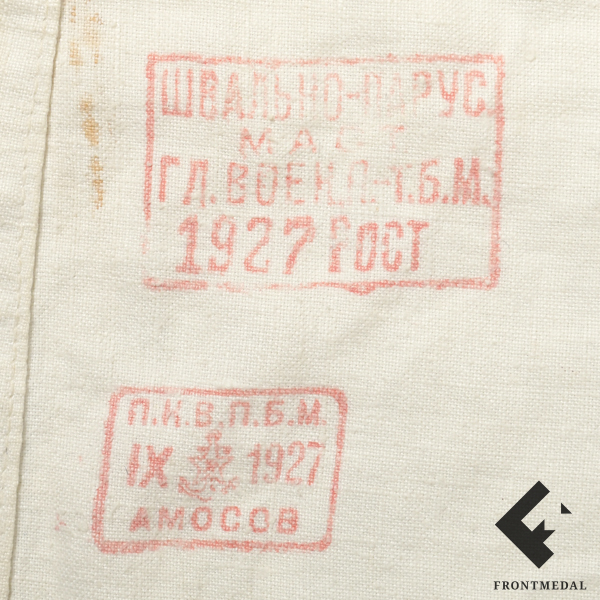 ШВАЛЬНО-ПАРУС.
МАСТ
ГЛ.ВОЕН.П-Т.Б.М.
1927 РОСТ
П.К.В.П.Б.М.
IX 1927
АМОСОВ
FRONTMEDAL